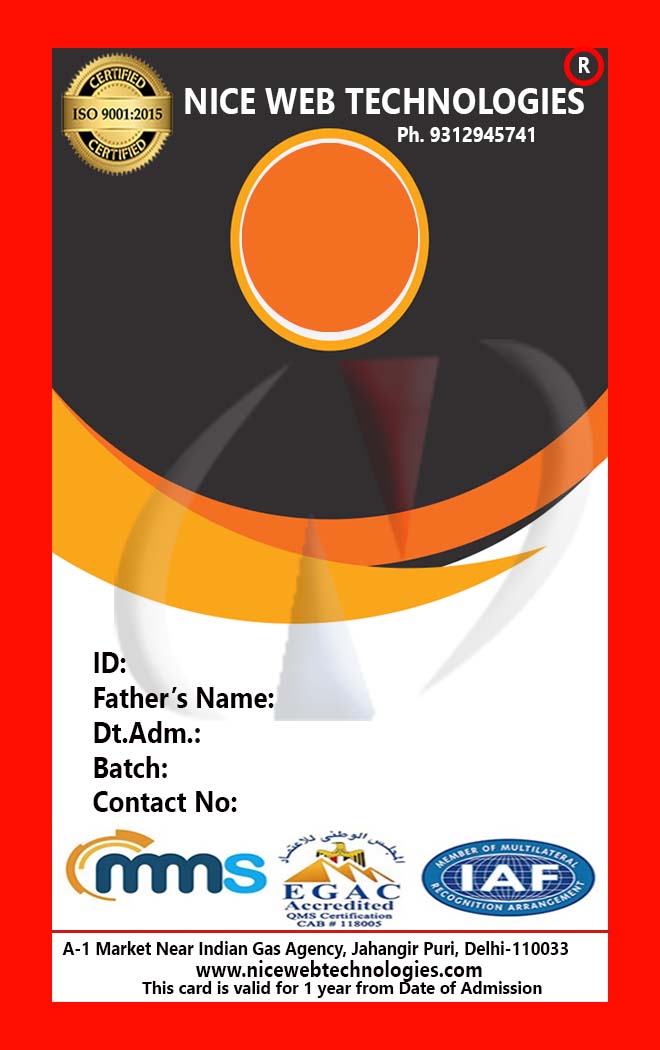 ®
CERTIFIED
ISO 9001:2015
CERTIFIED
NICE WEB TECHNOLOGIES
Ph. 9312945741
ID:
Father’s Name:
Dt.Adm.:
Batch:
Contact No:
mms
المجلس الوطني للاعتماد
EGAC
Accredited
QMS Certification
CAB # 118005
MEMBER OF MULTILATERAL
IAF
RECOGNITION ARRANGEMENT
A-1 Market Near Indian Gas Agency, Jahangir Puri, Delhi-110033
www.nicewebtechnologies.com
This card is valid for 1 year from Date of Admission